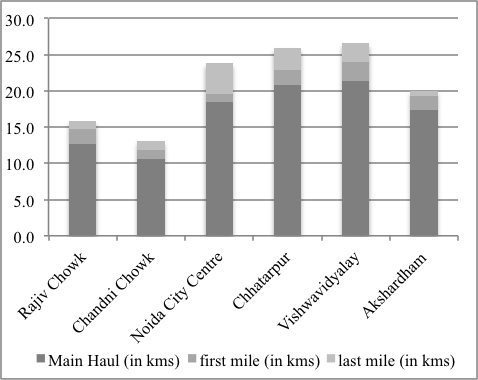 30.0
25.0
20.0
15.0
10.0
5.0
0.0
Rajiv Chowk
Chandni Chowk
Noida City Centre
Chhatarpur
Vishwavidyalay
Akshardham
Main Haul (in kms) first mile (in kms) last mile (in kms)